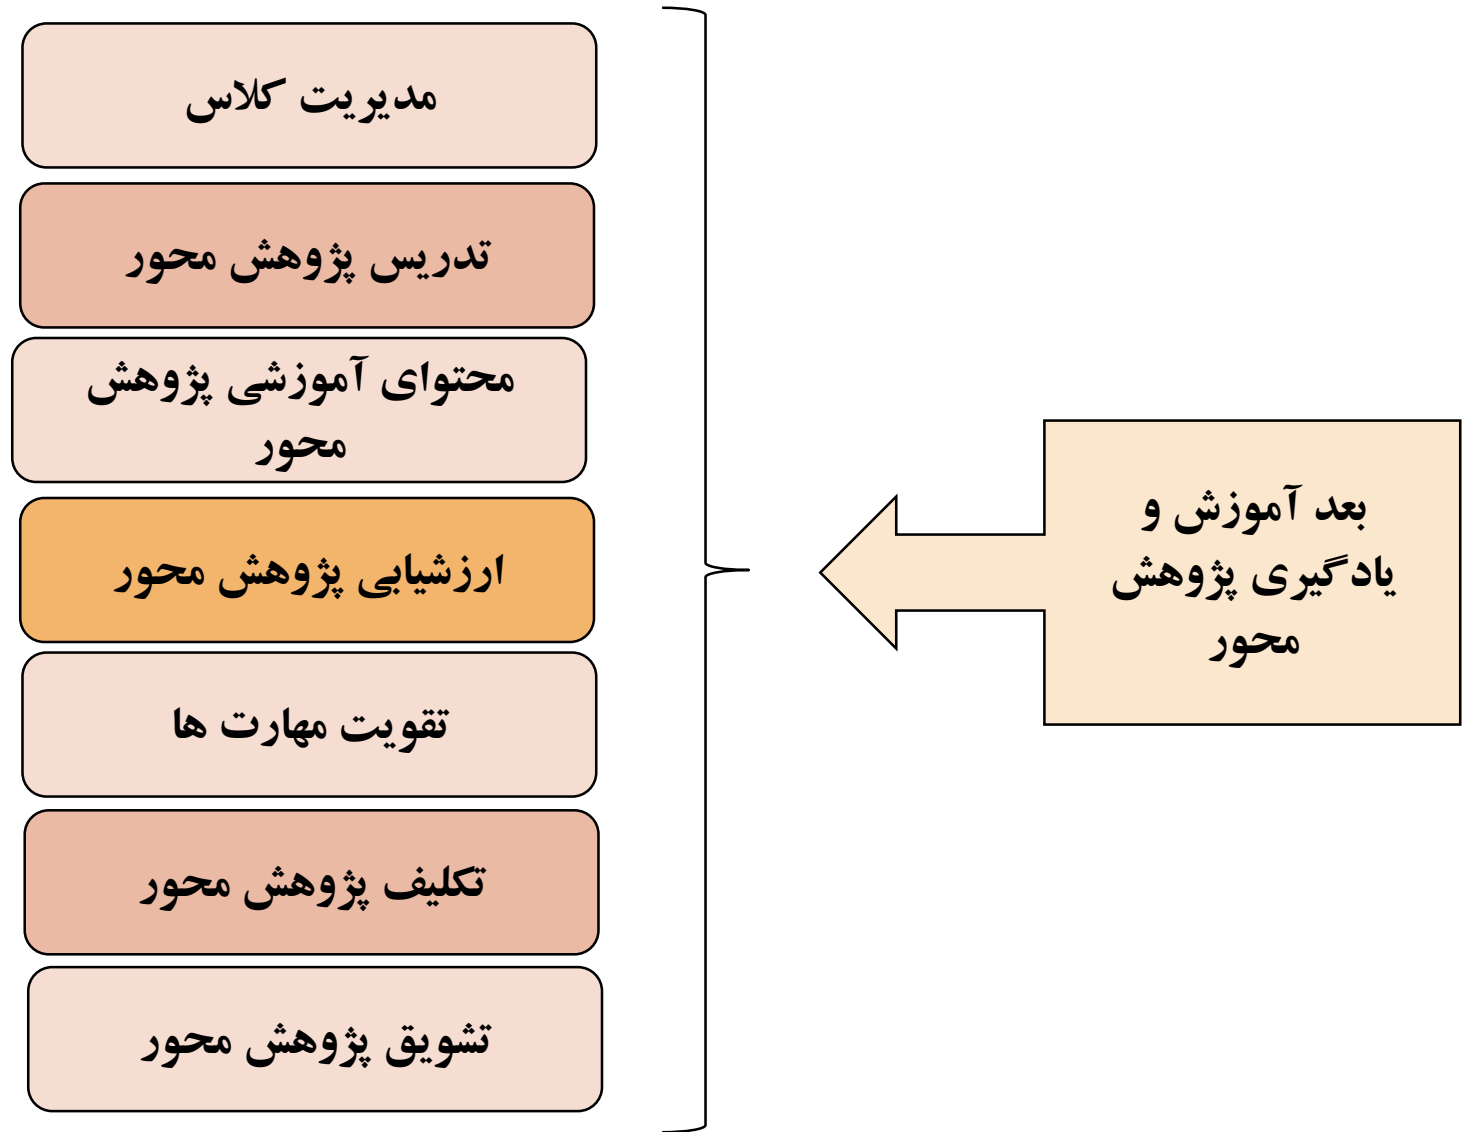 مدیریت کلاس
تدریس پژوهش محور
محتوای آموزشی پژوهش
محور
ارزشیابی پژوهش محور
تقویت مهارت ها
تکلیف پژوهش محور
تشویق پژوهش محور
بعد آموزش و
یادگیری پژوهش
محور